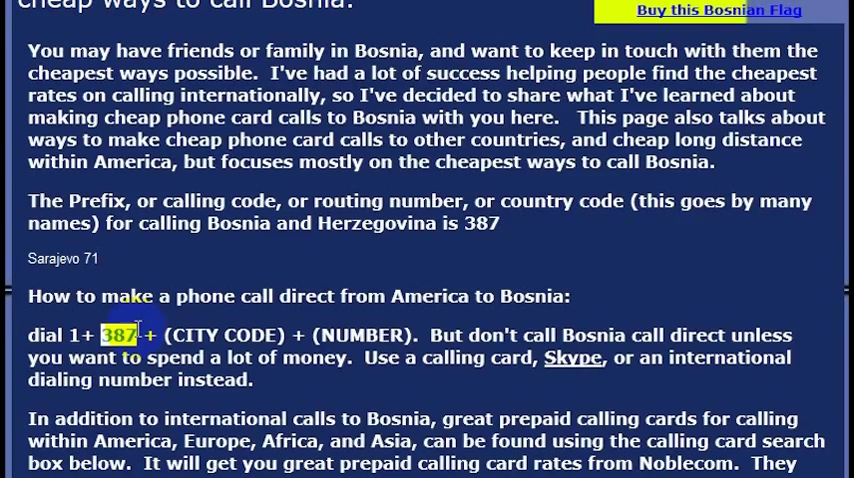 cheap ways to call Bosnia.
Buy this Bosnian Flag
You may have friends or family in Bosnia, and want to keep in touch with them the
cheapest ways possible. I've had a lot of success helping people find the cheapest
rates on calling internationally, so I've decided to share what I've learned about
making cheap phone card calls to Bosnia with you here. This page also talks about
ways to make cheap phone card calls to other countries, and cheap long distance
within America, but focuses mostly on the cheapest ways to call Bosnia.
The Prefix, or calling code, or routing number, or country code (this goes by many
names) for calling Bosnia and Herzegovina is 387
Sarajevo 71
How to make a phone call direct from America to Bosnia:
dial 1+ 387 + (CITY CODE) + (NUMBER). But don't call Bosnia call direct unless
you want to spend a lot of money. Use a calling card, Skype, or an international
dialing number instead.
In addition to international calls to Bosnia, great prepaid calling cards for calling
within America, Europe, Africa, and Asia, can be found using the calling card search
box below. It will get you great prepaid calling card rates from Noblecom. They